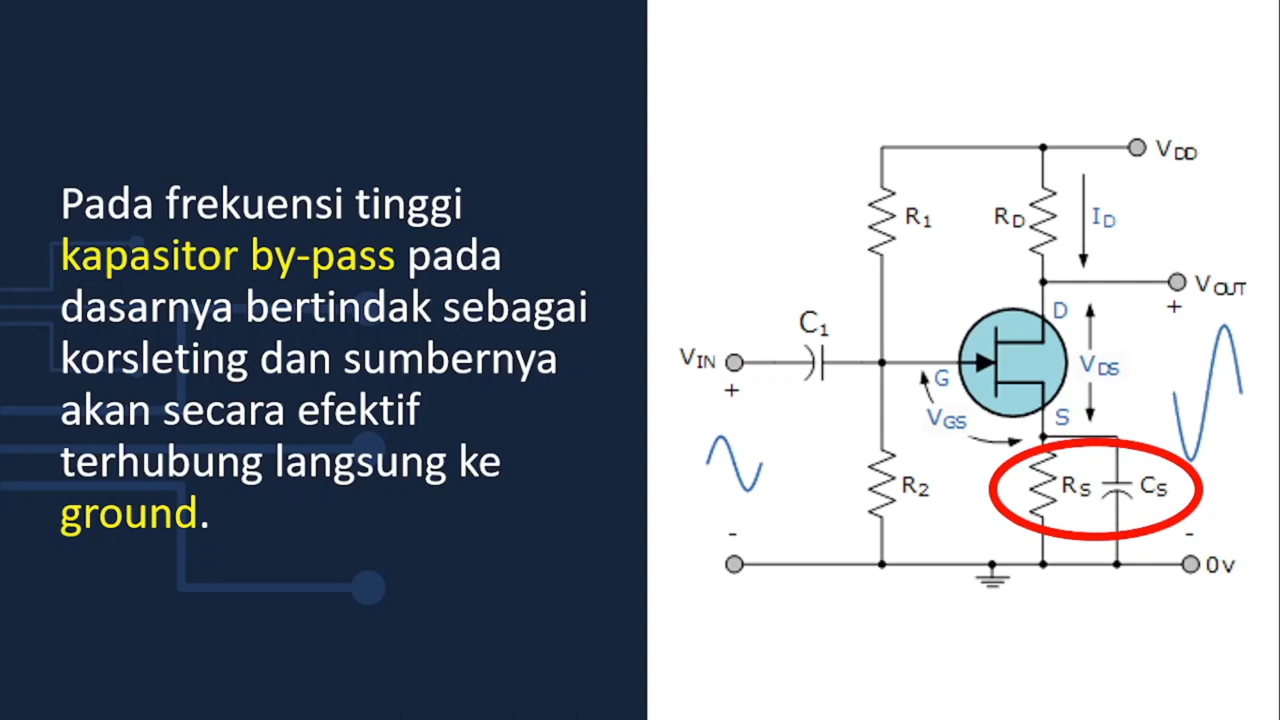 Pada frekuensi tinggi
kapasitor by-pass pada
dasarnya bertindak sebagai
korsleting dan sumbernya
akan secara efektif
terhubung langsung ke
ground.
VDD
R1
RD
ID
VOUT
+
D
C1
VIN
+
G
VDS
VGS
S
R2
RS
CS
-
-
0v